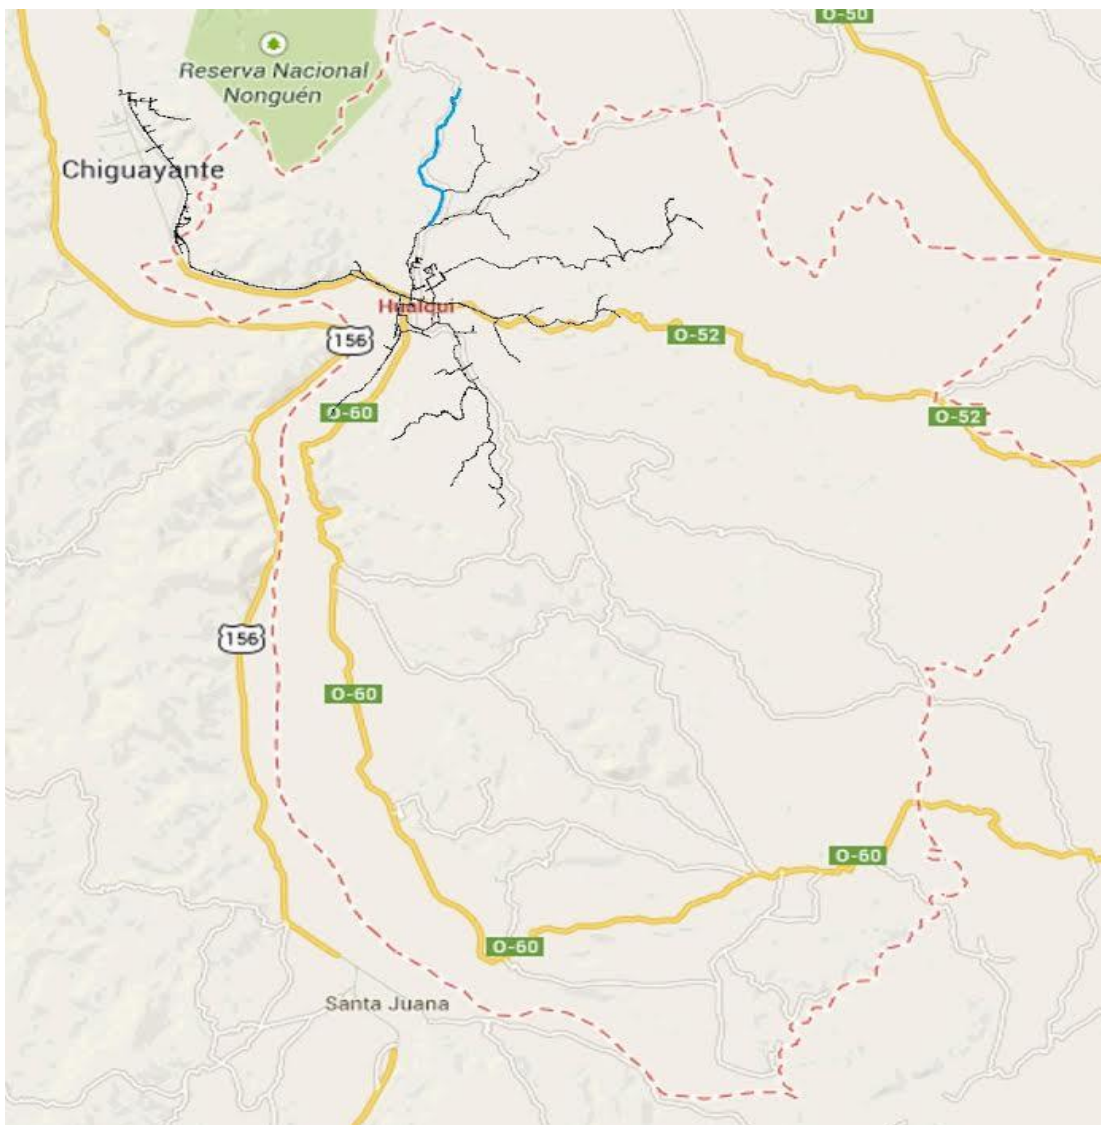 O-50
Reserva Nacional
Nonguén
Chiguayante
Hualqui
156
O-52
O-60
O-52
156
O-60
O-60
O-60
Santa Juana